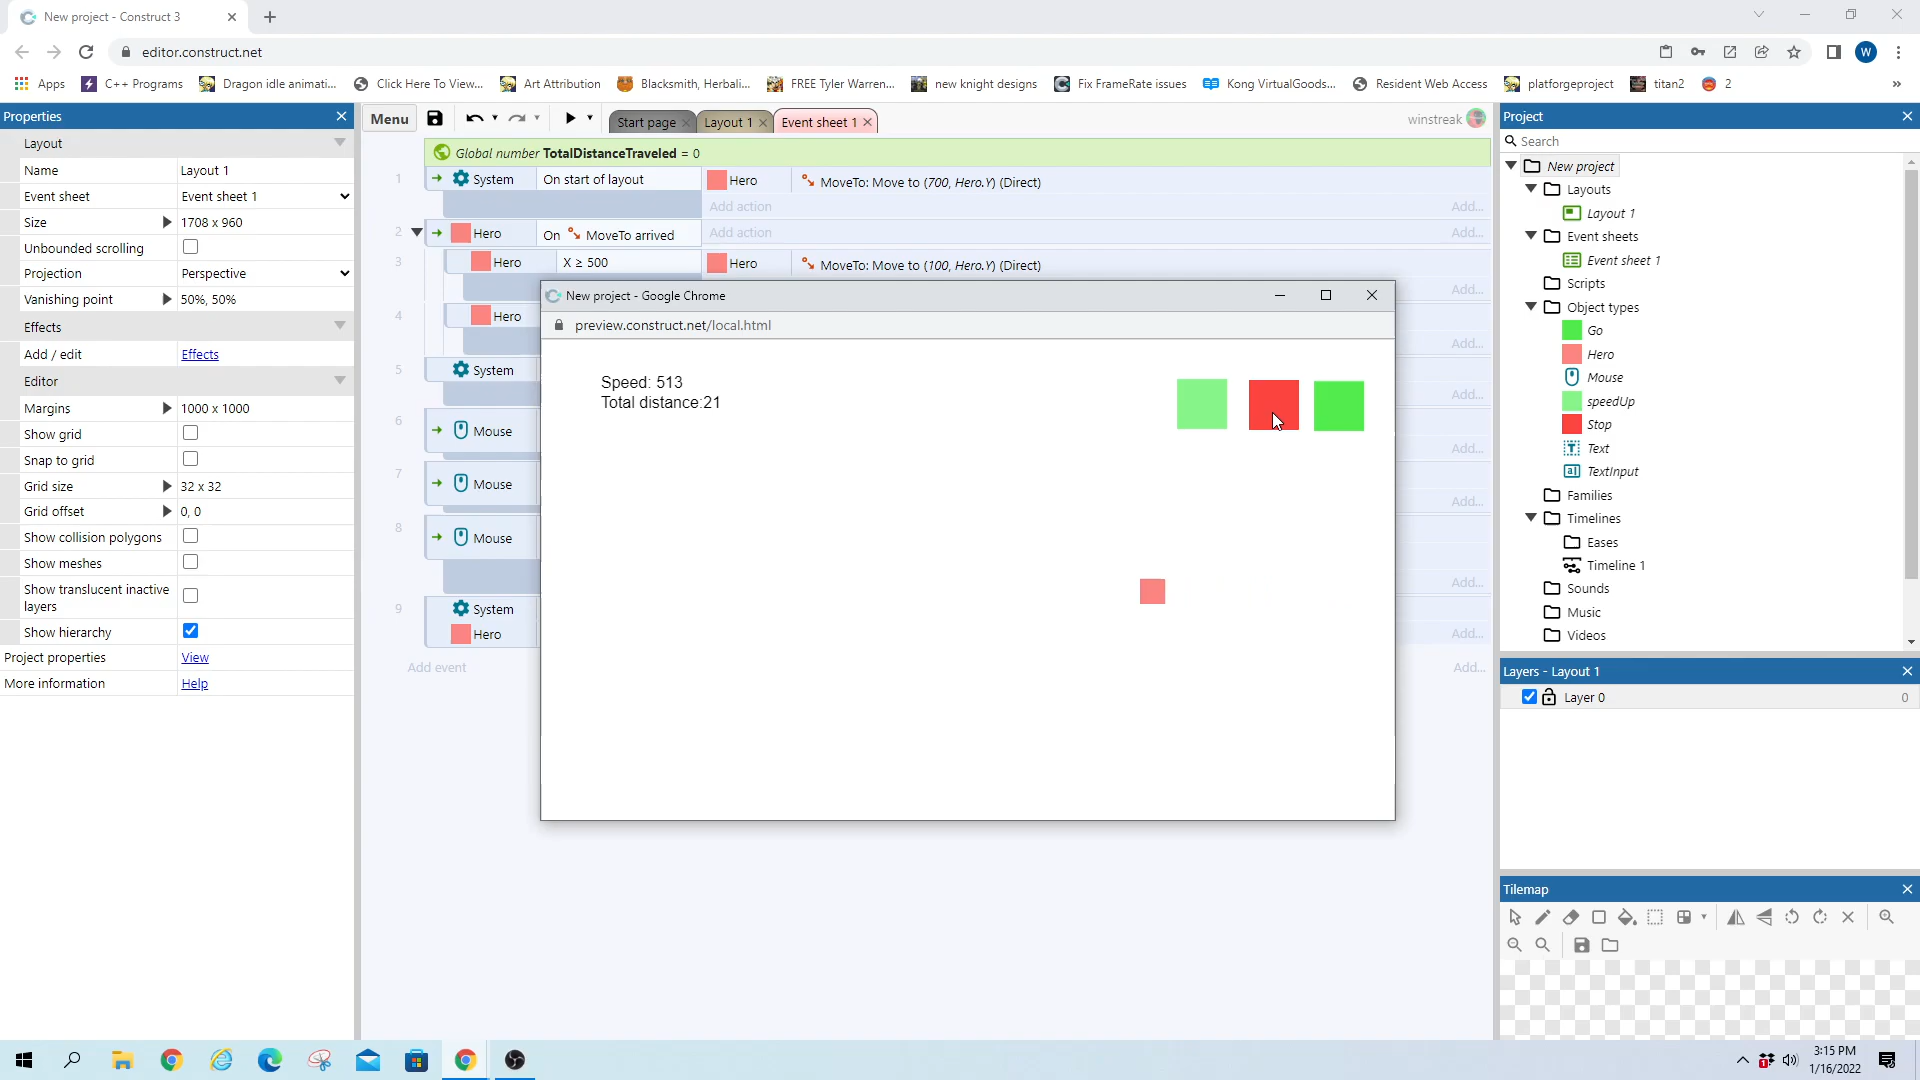 New project - Construct 3
editor.construct.net
Apps C++ Programs Dragon idle animati... Click Here To View... Art Attribution Blacksmith, Herbali... FREE Tyler Warren... new knight designs Fix FrameRate issues Kong VirtualGoods... Resident Web Access platforgeproject titan2 2 »
W
Properties
Layout
Name Layout 1
Event sheet Event sheet 1
Size 1708 x 960
Unbounded scrolling
Projection Perspective
Vanishing point 50%, 50%
Effects
Add / edit Effects
Editor
Margins 1000 x 1000
Show grid
Snap to grid
Grid size 32 x 32
Grid offset 0, 0
Show collision polygons
Show meshes
Show translucent inactive
layers
Show hierarchy
Project properties View
More information Help
Menu
Start page Layout 1 Event sheet 1
winstreak
Global number TotalDistanceTraveled = 0
1 System On start of layout Hero MoveTo: Move to (700, Hero.Y) (Direct)
Add action Add...
2 Hero On MoveTo arrived Add action Add...
3 Hero X ≥ 500 Hero MoveTo: Move to (100, Hero.Y) (Direct)
Add...
4 Hero
Add...
5 System
Add...
6 Mouse
Add...
7 Mouse
Add...
8 Mouse
Add...
9 System
Hero Add...
Add event Add...
New project - Google Chrome
preview.construct.net/local.html
Speed: 513
Total distance:21
Project
Search
New project
Layouts
Layout 1
Event sheets
Event sheet 1
Scripts
Object types
Go
Hero
Mouse
speedUp
Stop
Text
TextInput
Families
Timelines
Eases
Timeline 1
Sounds
Music
Videos
Layers - Layout 1
Layer 0 0
Tilemap
3:15 PM
1/16/2022